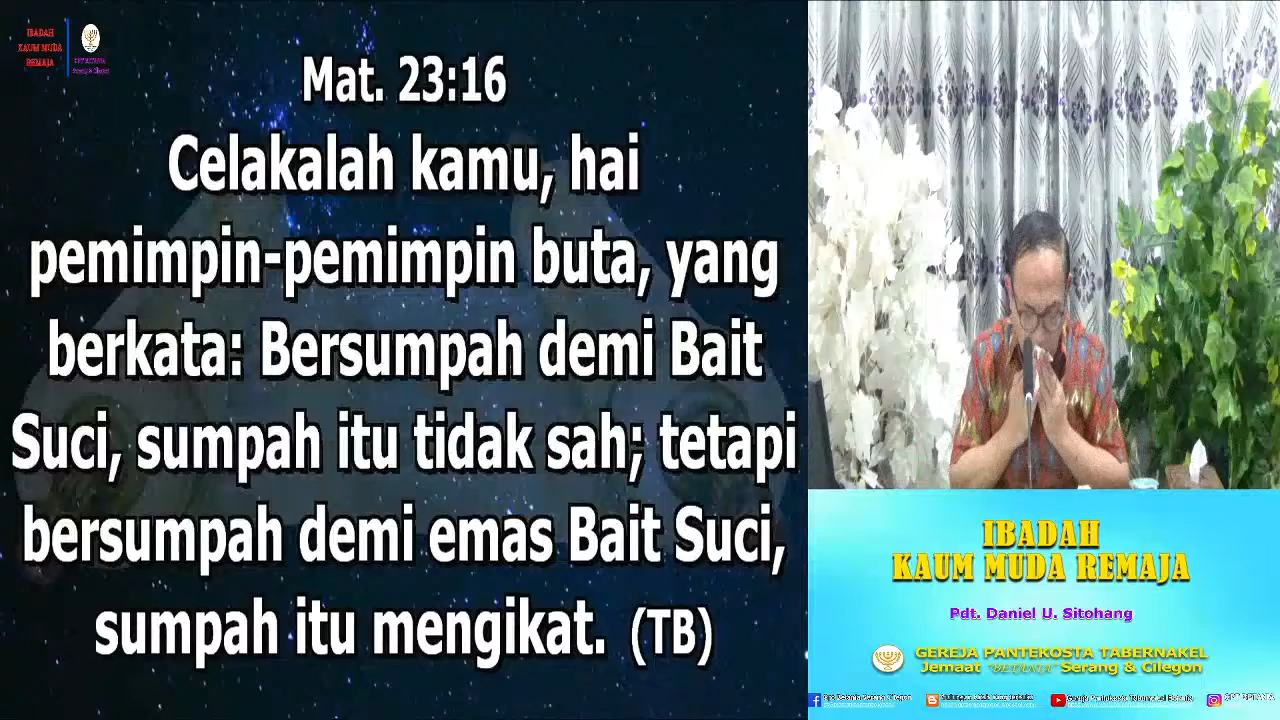 IBADAH
KAUM MUDA
REMAJA
Mat. 23:16
Celakalah kamu, hai
pemimpin-pemimpin buta, yang
berkata: Bersumpah demi Bait
Suci, sumpah itu tidak sah; tetapi
bersumpah demi emas Bait Suci,
sumpah itu mengikat. (TB)
IBADAH
KAUM MUDA REMAJA
Pdt. Daniel U. Sitohang
GEREJA PANTEKOSTA TABERNAKEL
Jemaat "BETANIA" Serang & Cilegon